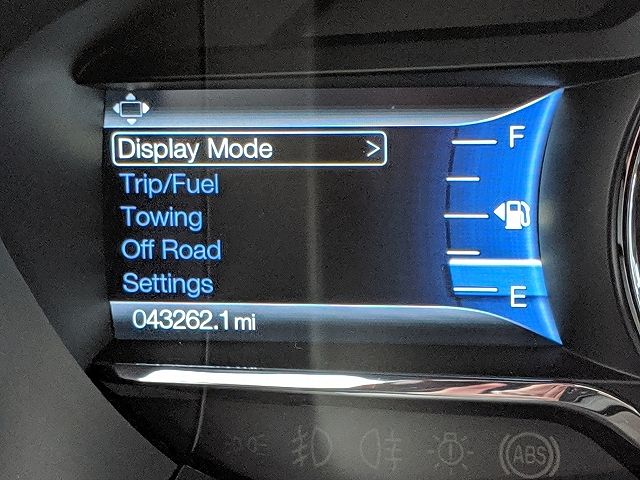 Display Mode >
F
Trip/Fuel
Towing
Off Road
Settings
E
043262.1 mi
ABS